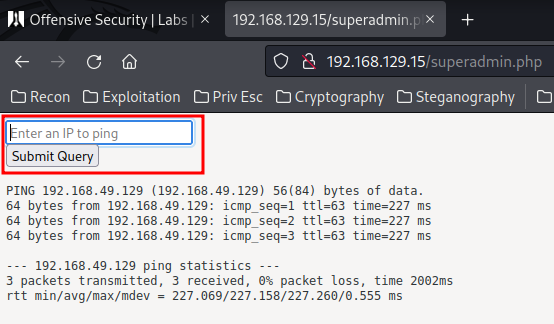 Offensive Security | Labs |
192.168.129.15/superadmin.php
192.168.129.15/superadmin.php
Recon Exploitation Priv Esc Cryptography Steganography
Enter an IP to ping
Submit Query
PING 192.168.49.129 (192.168.49.129) 56(84) bytes of data.
64 bytes from 192.168.49.129: icmp_seq=1 ttl=63 time=227 ms
64 bytes from 192.168.49.129: icmp_seq=2 ttl=63 time=227 ms
64 bytes from 192.168.49.129: icmp_seq=3 ttl=63 time=227 ms
--- 192.168.49.129 ping statistics ---
3 packets transmitted, 3 received, 0% packet loss, time 2002ms
rtt min/avg/max/mdev = 227.069/227.158/227.260/0.555 ms